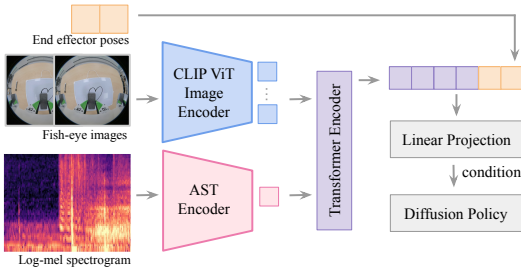 End effector poses
CLIP ViT
Image
Encoder
Fish-eye images
Transformer Encoder
Linear Projection
condition
AST
Encoder
Diffusion Policy
Log-mel spectrogram